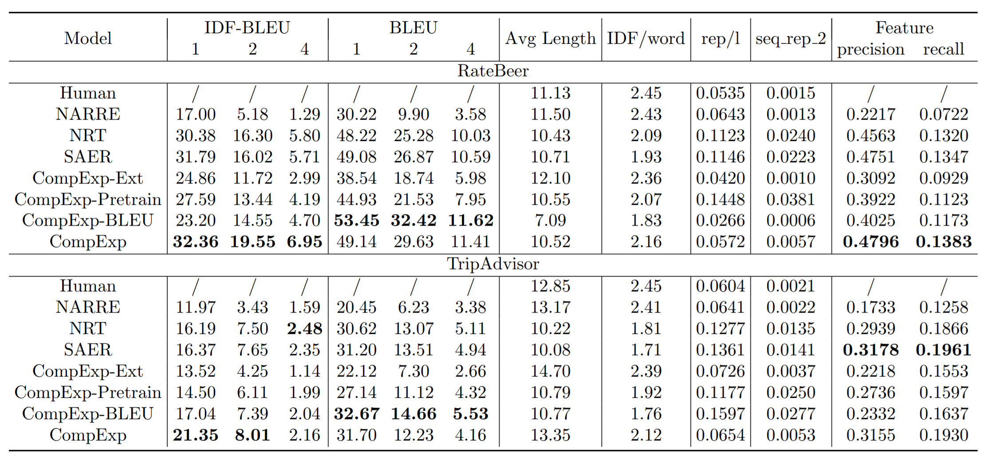 Model IDF-BLEU BLEU Avg Length IDF/word rep/l seq_rep_2 Feature
1 2 4 1 2 4 precision recall
RateBeer
Human / / / / / / 11.13 2.45 0.0535 0.0015 / /
NARRE 17.00 5.18 1.29 30.22 9.90 3.58 11.50 2.43 0.0643 0.0013 0.2217 0.0722
NRT 30.38 16.30 5.80 48.22 25.28 10.03 10.43 2.09 0.1123 0.0240 0.4563 0.1320
SAER 31.79 16.02 5.71 49.08 26.87 10.59 10.71 1.93 0.1146 0.0223 0.4751 0.1347
CompExp-Ext 24.86 11.72 2.99 38.54 18.74 5.98 12.10 2.36 0.0420 0.0010 0.3092 0.0929
CompExp-Pretrain 27.59 13.44 4.19 44.93 21.53 7.95 10.55 2.07 0.1448 0.0381 0.3922 0.1123
CompExp-BLEU 23.20 14.55 4.70 53.45 32.42 11.62 7.09 1.83 0.0266 0.0006 0.4025 0.1173
CompExp 32.36 19.55 6.95 49.14 29.63 11.41 10.52 2.16 0.0572 0.0057 0.4796 0.1383
TripAdvisor
Human / / / / / / 12.85 2.45 0.0604 0.0021 / /
NARRE 11.97 3.43 1.59 20.45 6.23 3.38 13.17 2.41 0.0641 0.0022 0.1733 0.1258
NRT 16.19 7.50 2.48 30.62 13.07 5.11 10.22 1.81 0.1277 0.0135 0.2939 0.1866
SAER 16.37 7.65 2.35 31.20 13.51 4.94 10.08 1.71 0.1361 0.0141 0.3178 0.1961
CompExp-Ext 13.52 4.25 1.14 22.12 7.30 2.66 14.70 2.39 0.0726 0.0037 0.2218 0.1553
CompExp-Pretrain 14.50 6.11 1.99 27.14 11.12 4.32 10.79 1.92 0.1177 0.0250 0.2736 0.1597
CompExp-BLEU 17.04 7.39 2.04 32.67 14.66 5.53 10.77 1.76 0.1597 0.0277 0.2332 0.1637
CompExp 21.35 8.01 2.16 31.70 12.23 4.16 13.35 2.12 0.0654 0.0053 0.3155 0.1930